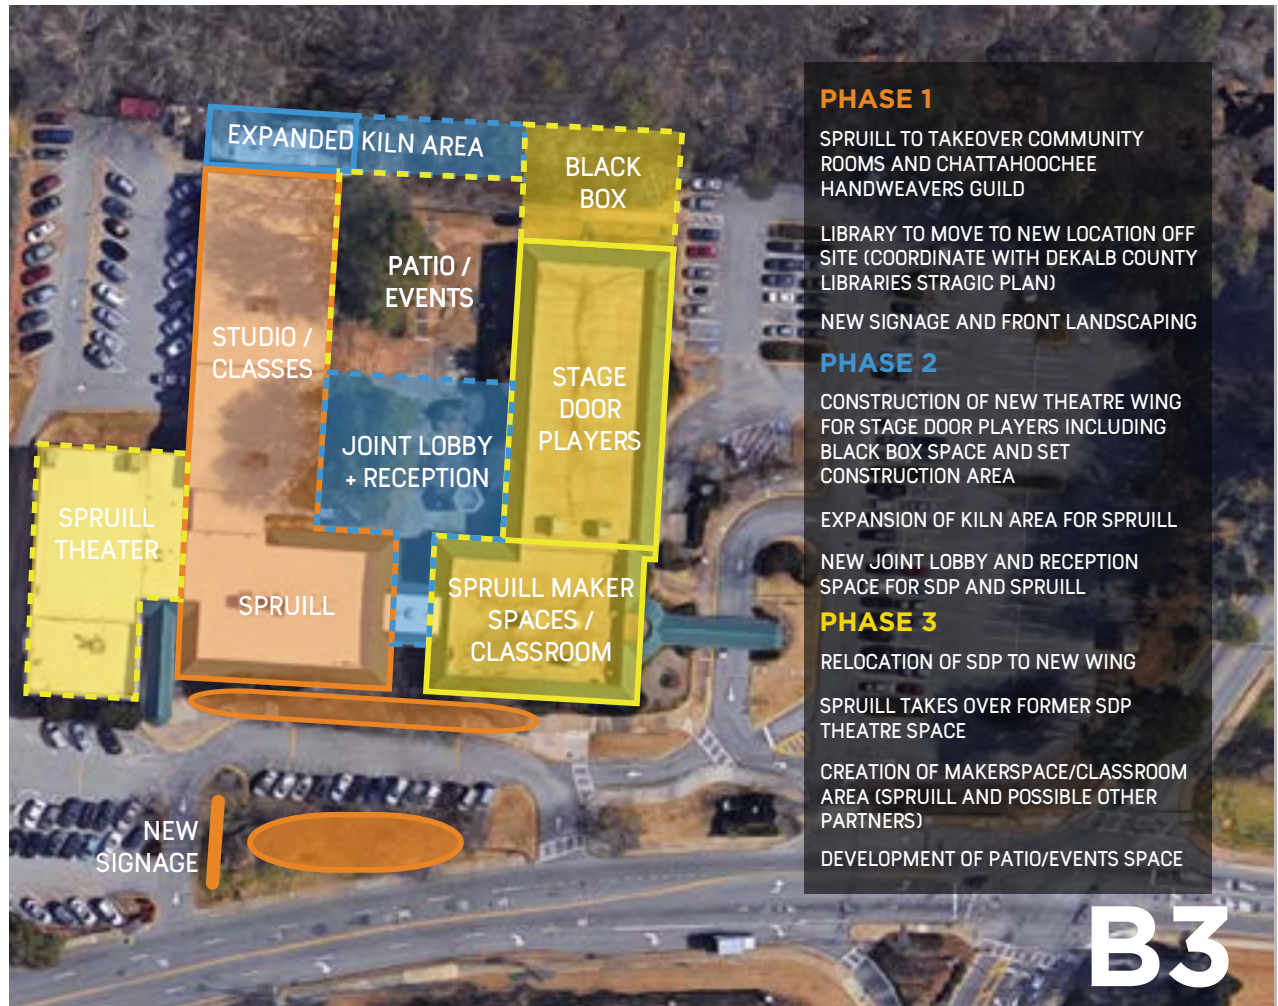 EXPANDED KILN AREA
BLACK
BOX
PATIO /
EVENTS
STUDIO /
CLASSES
STAGE
DOOR
PLAYERS
JOINT LOBBY
+ RECEPTION
SPRUILL
THEATER
SPRUILL
SPRUILL MAKER
SPACES /
CLASSROOM
NEW
SIGNAGE
PHASE 1
SPRUILL TO TAKEOVER COMMUNITY
ROOMS AND CHATTAHOOCHEE
HANDWEAVERS GUILD
LIBRARY TO MOVE TO NEW LOCATION OFF
SITE (COORDINATE WITH DEKALB COUNTY
LIBRARIES STRAGIC PLAN)
NEW SIGNAGE AND FRONT LANDSCAPING
PHASE 2
CONSTRUCTION OF NEW THEATRE WING
FOR STAGE DOOR PLAYERS INCLUDING
BLACK BOX SPACE AND SET
CONSTRUCTION AREA
EXPANSION OF KILN AREA FOR SPRUILL
NEW JOINT LOBBY AND RECEPTION
SPACE FOR SDP AND SPRUILL
PHASE 3
RELOCATION OF SDP TO NEW WING
SPRUILL TAKES OVER FORMER SDP
THEATRE SPACE
CREATION OF MAKERSPACE/CLASSROOM
AREA (SPRUILL AND POSSIBLE OTHER
PARTNERS)
DEVELOPMENT OF PATIO/EVENTS SPACE
B3